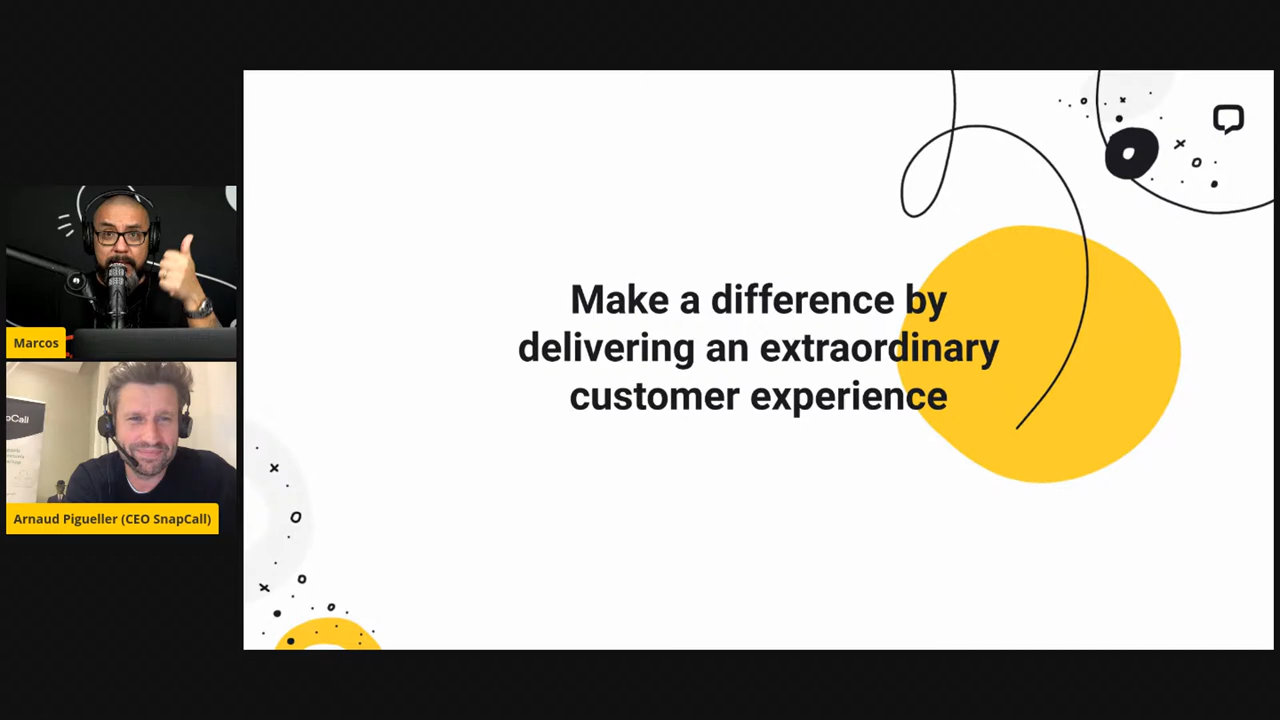 Marcos
Arnaud Pigueller (CEO SnapCall)
Make a difference by
delivering an extraordinary
customer experience